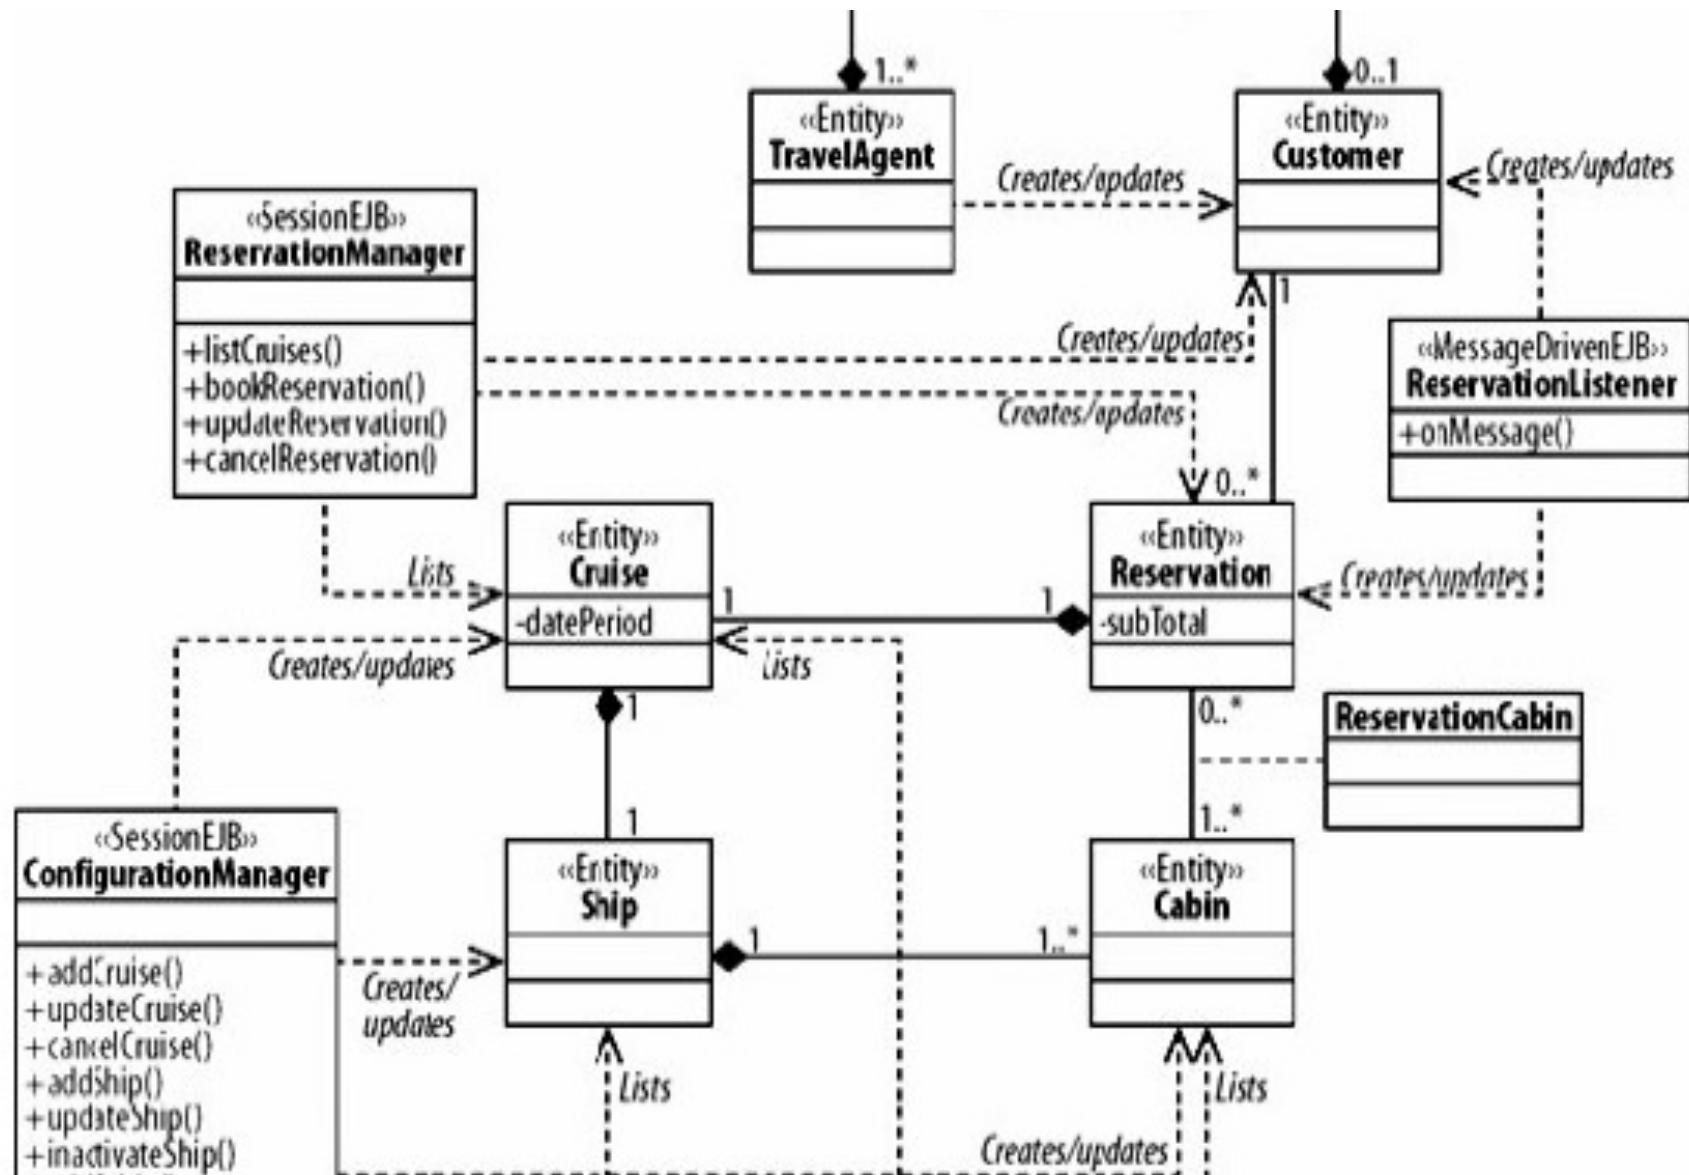 1..*
0..1
«Entity»
TravelAgent
«Entity»
Customer
Creates/updates
Creates/updates
«SessionEJB»
ReservationManager
+listCruises()
+bookReservation()
+updateReservation()
+cancelReservation()
1
Creates/updates
Creates/updates
«MessageDrivenEJB»
ReservationListener
+onMessage()
0..*
Lists
«Entity»
Cruise
-datePeriod
1
1
«Entity»
Reservation
-subTotal
Creates/updates
Creates/updates
Lists
1
0..*
ReservationCabin
1
1..*
«SessionEJB»
ConfigurationManager
+addCruise()
+updateCruise()
+cancelCruise()
+addShip()
+updateShip()
+inactivateShip()
«Entity»
Ship
1
1..*
«Entity»
Cabin
Creates/
updates
Lists
Lists
Creates/updates